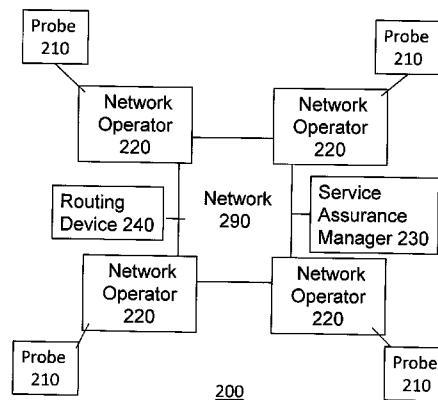 Probe
210
Probe
210
Network
Operator
220
Network
Operator
220
Routing
Device 240
Network
290
Service
Assurance
Manager 230
Network
Operator
220
Network
Operator
220
Probe
210
Probe
210
200